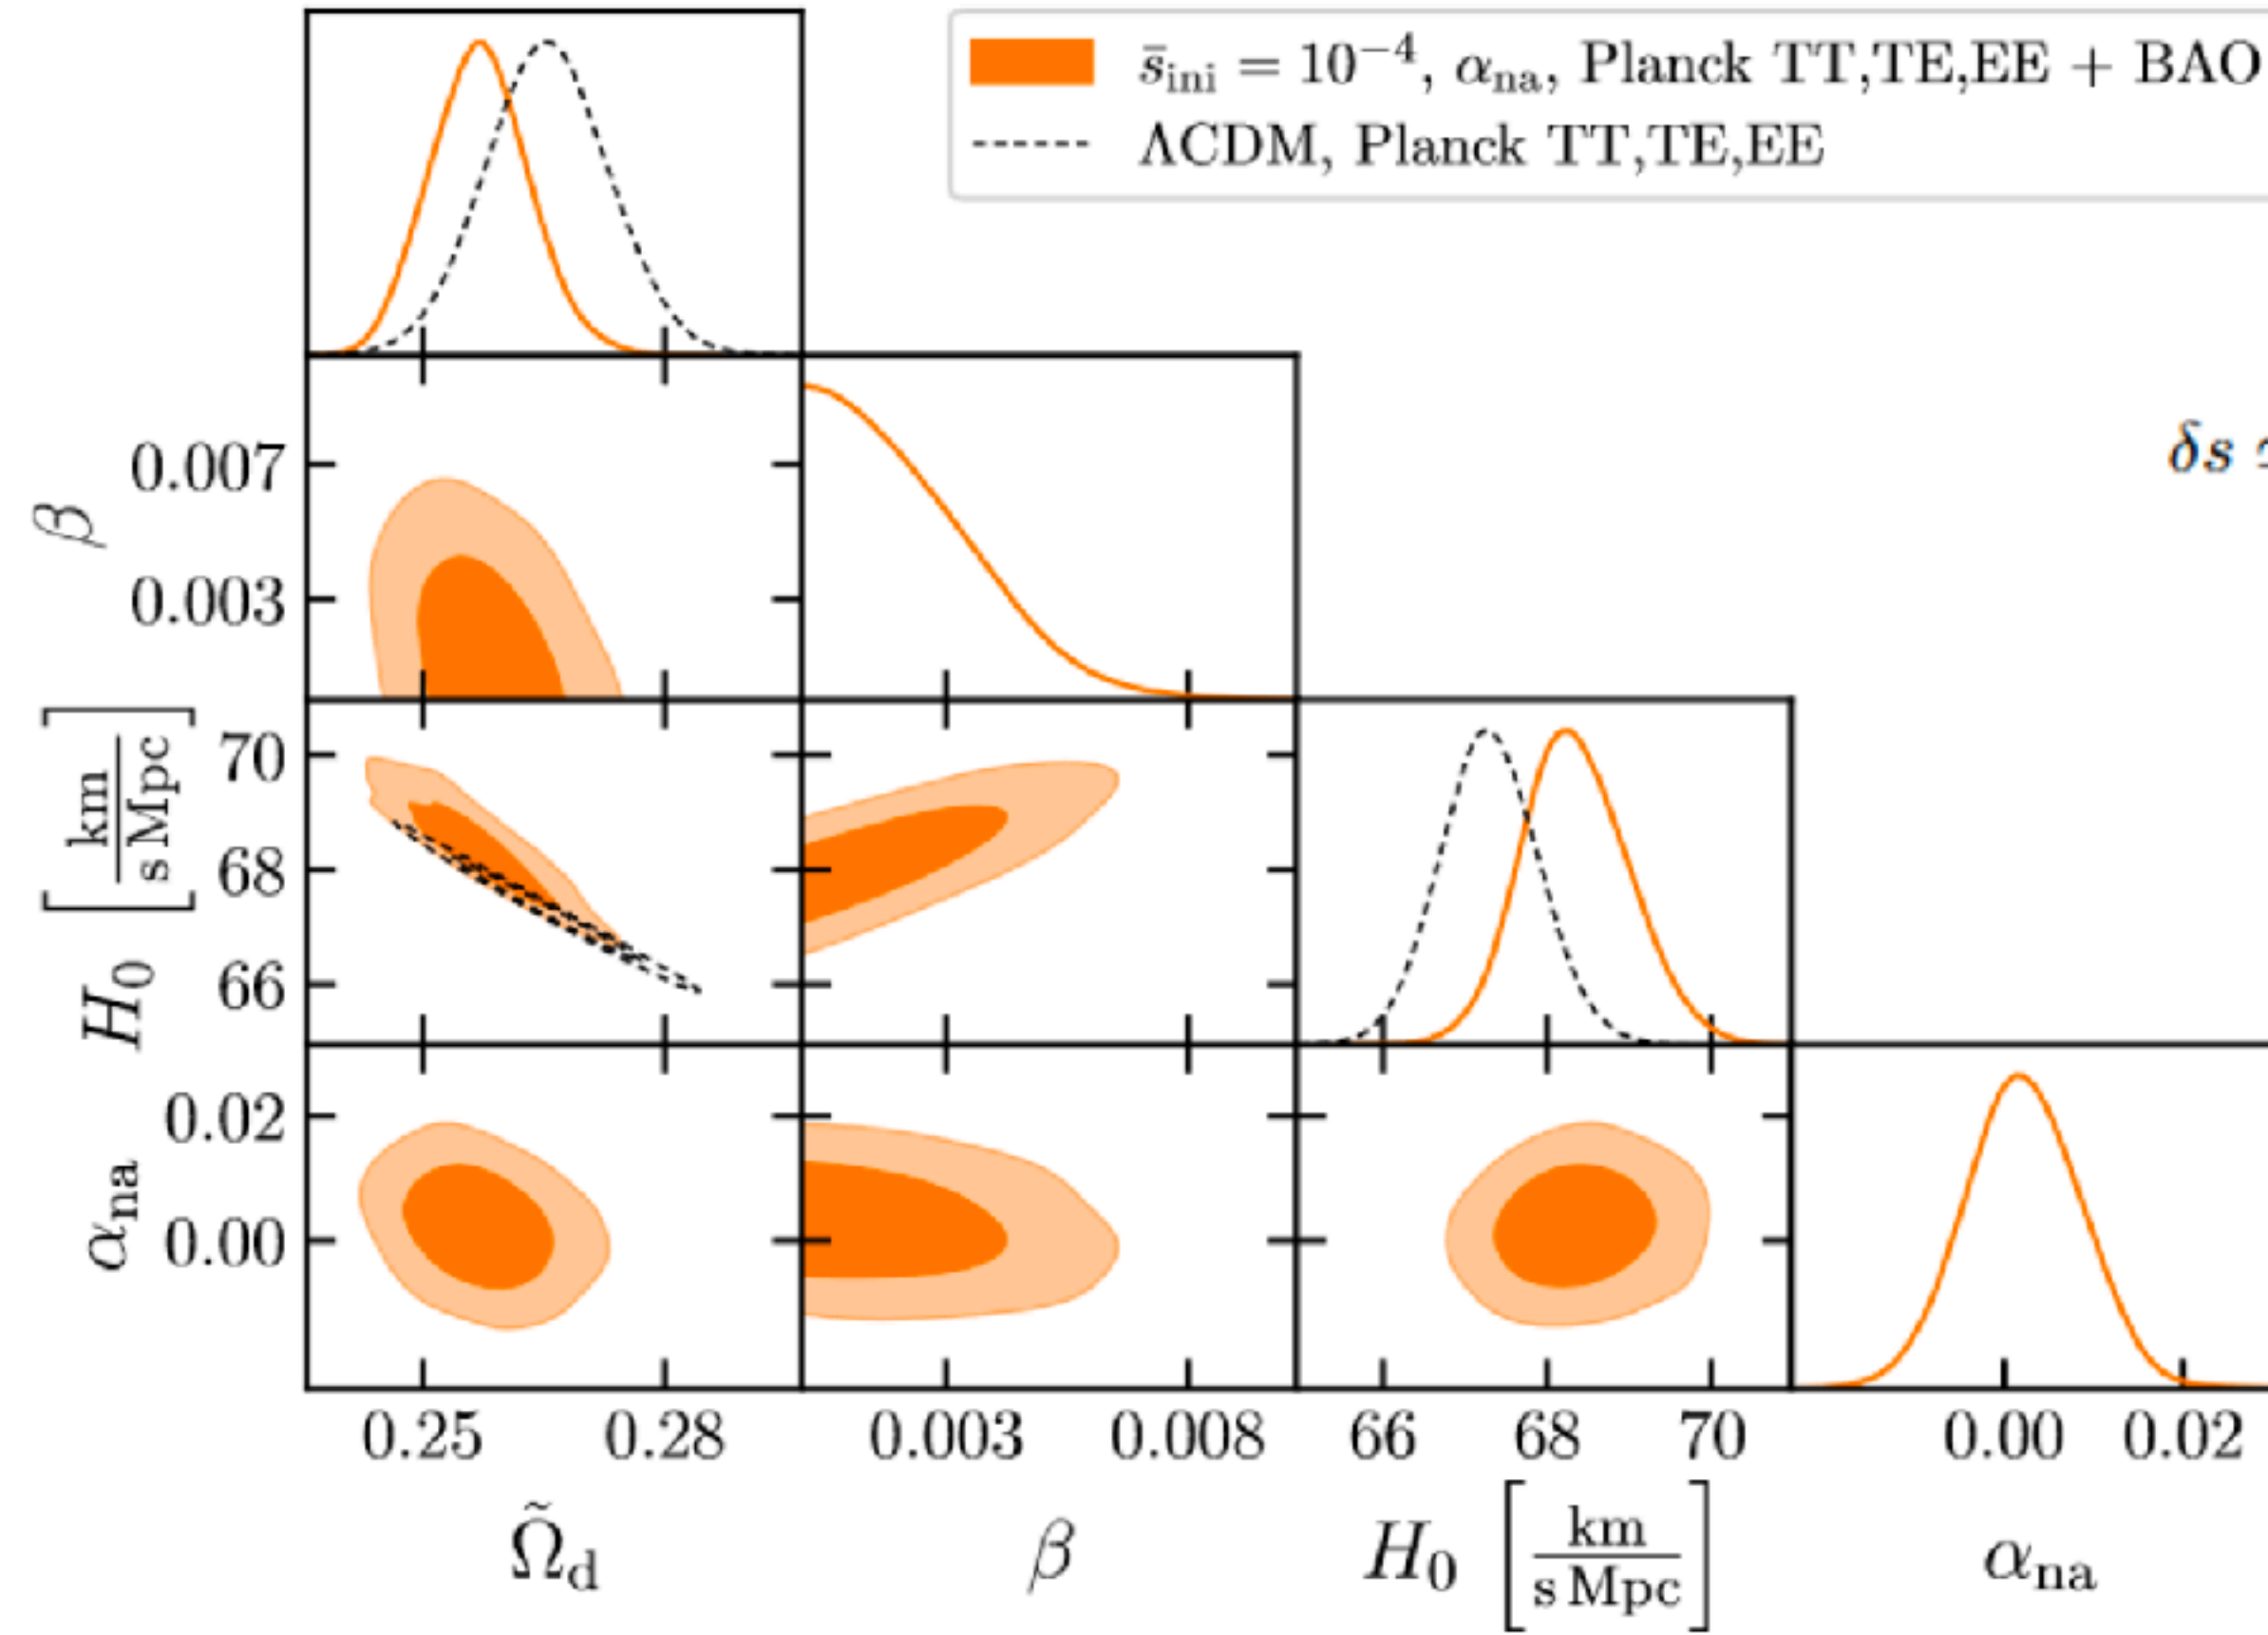 s̄ini = 10−4, αna, Planck TT,TE,EE + BAO
ΛCDM, Planck TT,TE,EE
δs
β
0.007
0.003
H0 [km / s Mpc]
70
68
66
αna
0.02
0.00
0.25 0.28 0.003 0.008 66 68 70 0.00 0.02
Ω̃d β H0 [km / s Mpc] αna